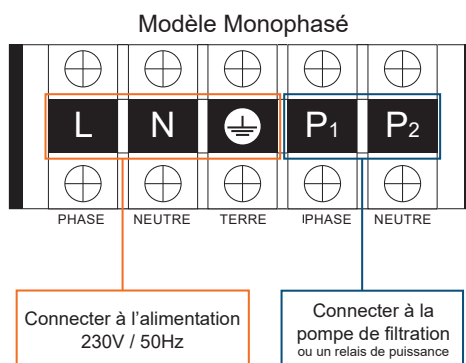 Modèle Monophasé
L N P1 P2
PHASE NEUTRE TERRE PHASE NEUTRE
Connecter à l'alimentation
230V / 50Hz
Connecter à la
pompe de filtration
ou un relais de puissance